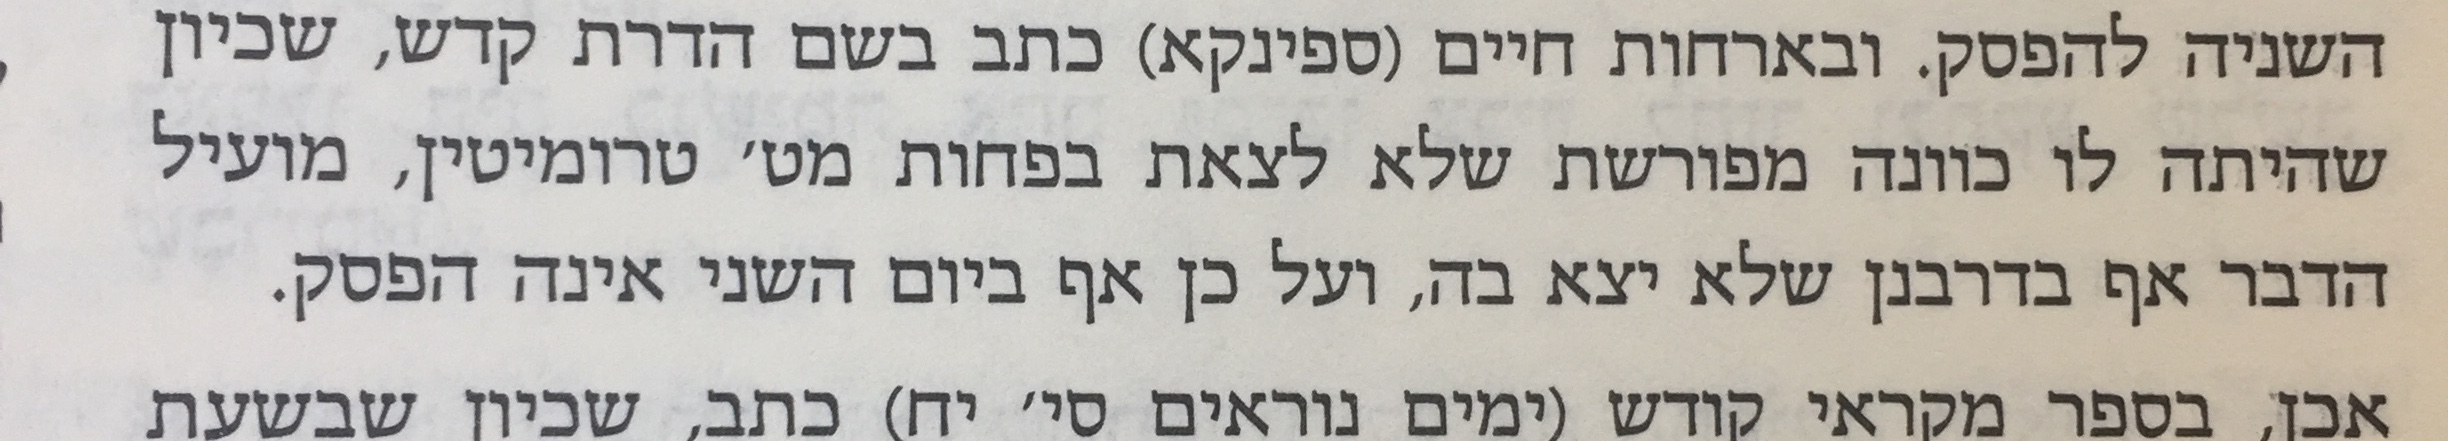 השניה להפסק. ובארחות חיים (ספינקא) כתב בשם הדרת קדש, שכיון
שהיתה לו כוונה מפורשת שלא לצאת בפחות מט׳ טרומיטין, מועיל
הדבר אף בדרבנן שלא יצא בה, ועל כן אף ביום השני אינה הפסק.
אכן, בספר מקראי קודש (ימים נוראים סי׳ יח) כתב, שכיון שבשעת